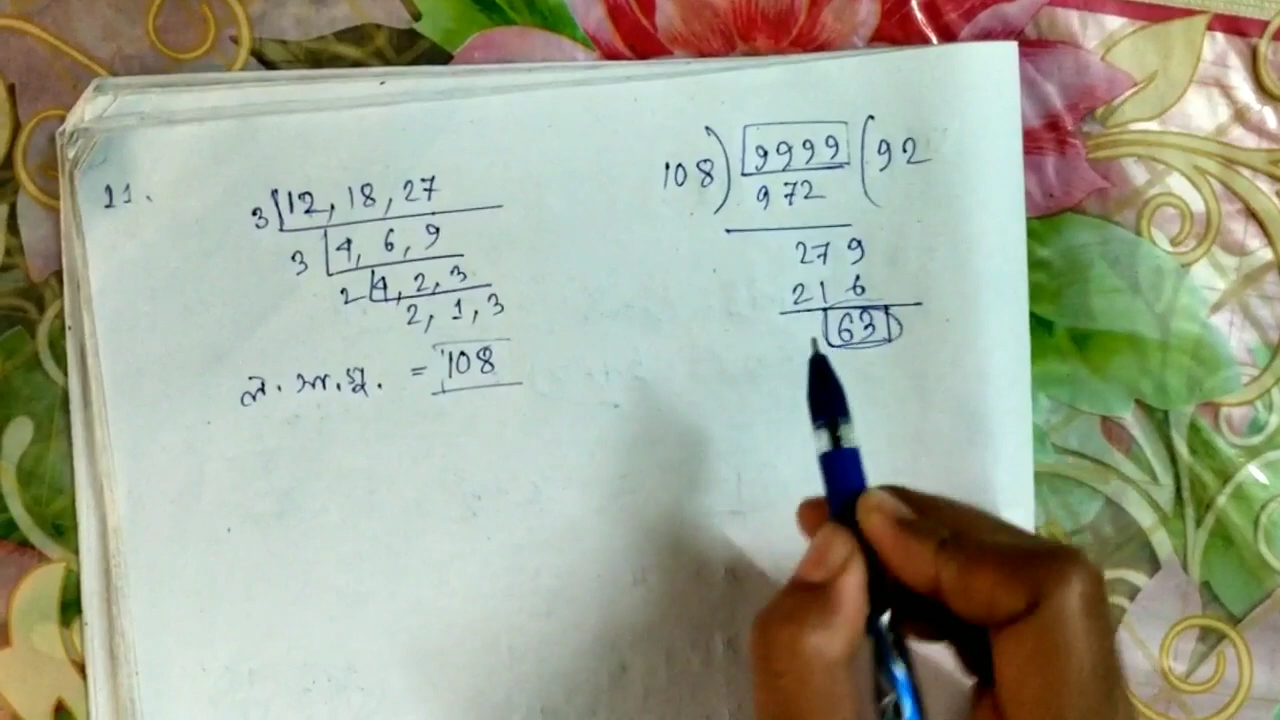 21.
3 12, 18, 27
3 4, 6, 9
2 4, 2, 3
2, 1, 3
ল. সা. গু. = 108
108) 9999 (92
972
279
216
63